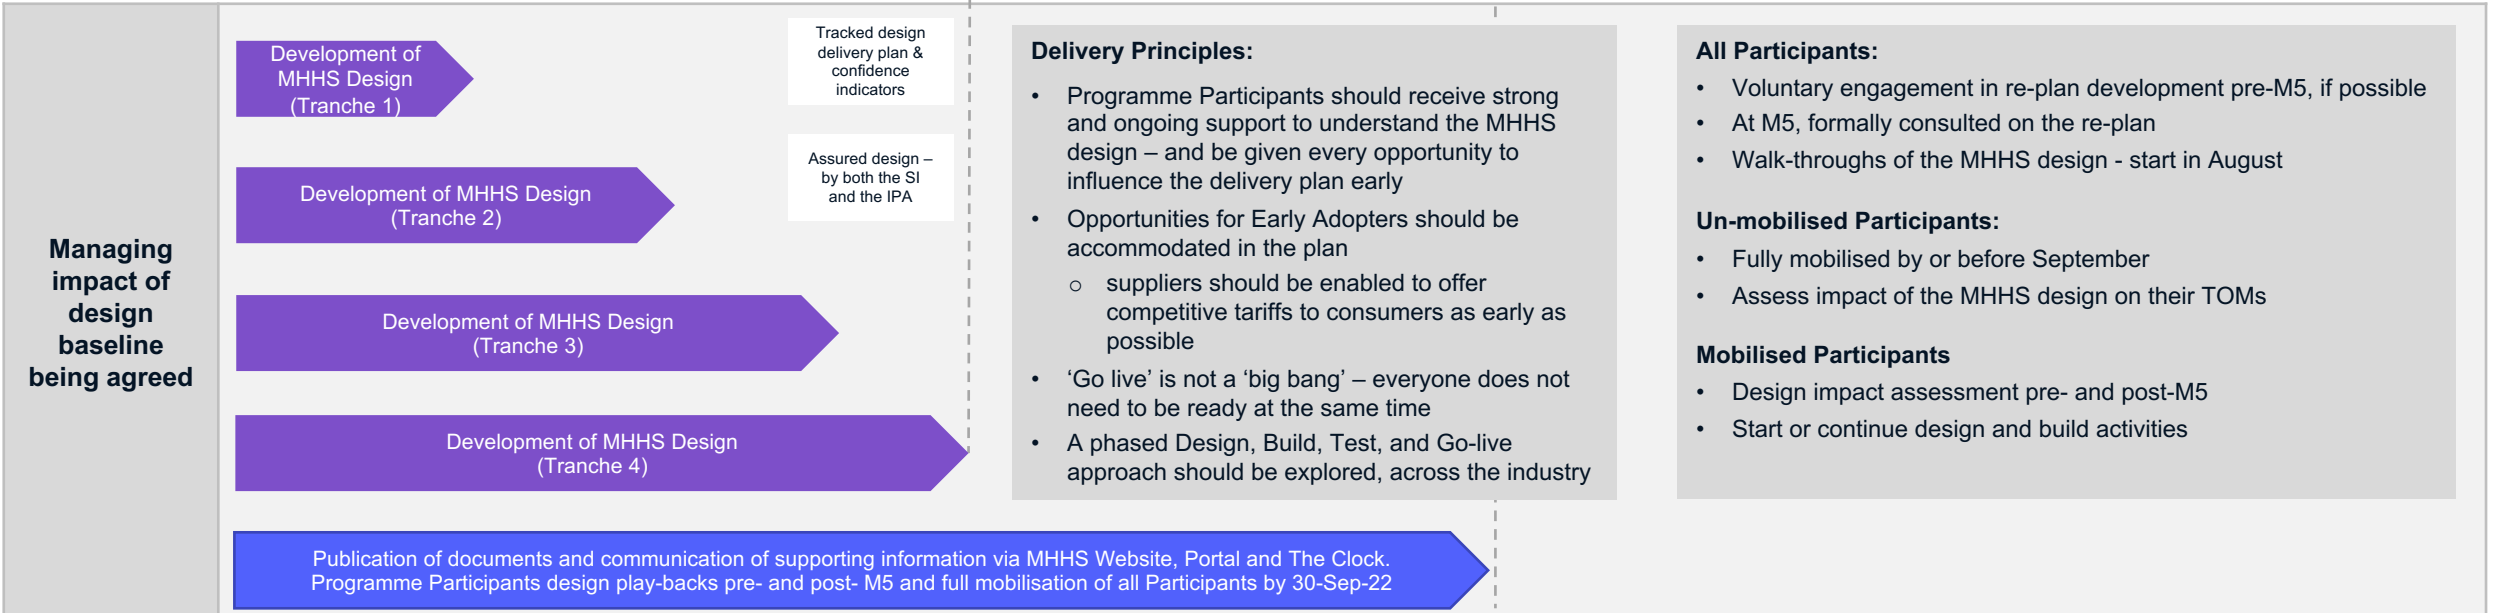 Managing
impact of
design
baseline
being agreed
Development of
MHHS Design
(Tranche 1)
Development of MHHS Design
(Tranche 2)
Development of MHHS Design
(Tranche 3)
Development of MHHS Design
(Tranche 4)
Tracked design
delivery plan &
confidence
indicators
Assured design –
by both the SI
and the IPA
Publication of documents and communication of supporting information via MHHS Website, Portal and The Clock.
Programme Participants design play-backs pre- and post- M5 and full mobilisation of all Participants by 30-Sep-22
Delivery Principles:
• Programme Participants should receive strong
and ongoing support to understand the MHHS
design – and be given every opportunity to
influence the delivery plan early
• Opportunities for Early Adopters should be
accommodated in the plan
o suppliers should be enabled to offer
competitive tariffs to consumers as early as
possible
• ‘Go live’ is not a ‘big bang’ – everyone does not
need to be ready at the same time
• A phased Design, Build, Test, and Go-live
approach should be explored, across the industry
All Participants:
• Voluntary engagement in re-plan development pre-M5, if possible
• At M5, formally consulted on the re-plan
• Walk-throughs of the MHHS design - start in August
Un-mobilised Participants:
• Fully mobilised by or before September
• Assess impact of the MHHS design on their TOMs
Mobilised Participants
• Design impact assessment pre- and post-M5
• Start or continue design and build activities